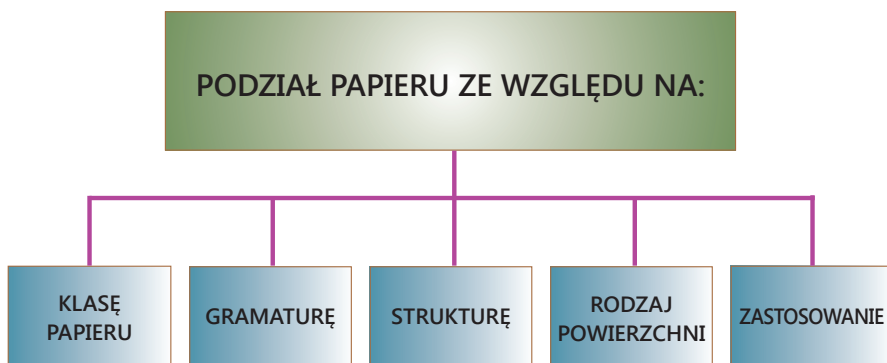 PODZIAŁ PAPIERU ZE WZGLĘDU NA:
KLASĘ
PAPIERU
GRAMATURĘ
STRUKTURĘ
RODZAJ
POWIERZCHNI
ZASTOSOWANIE